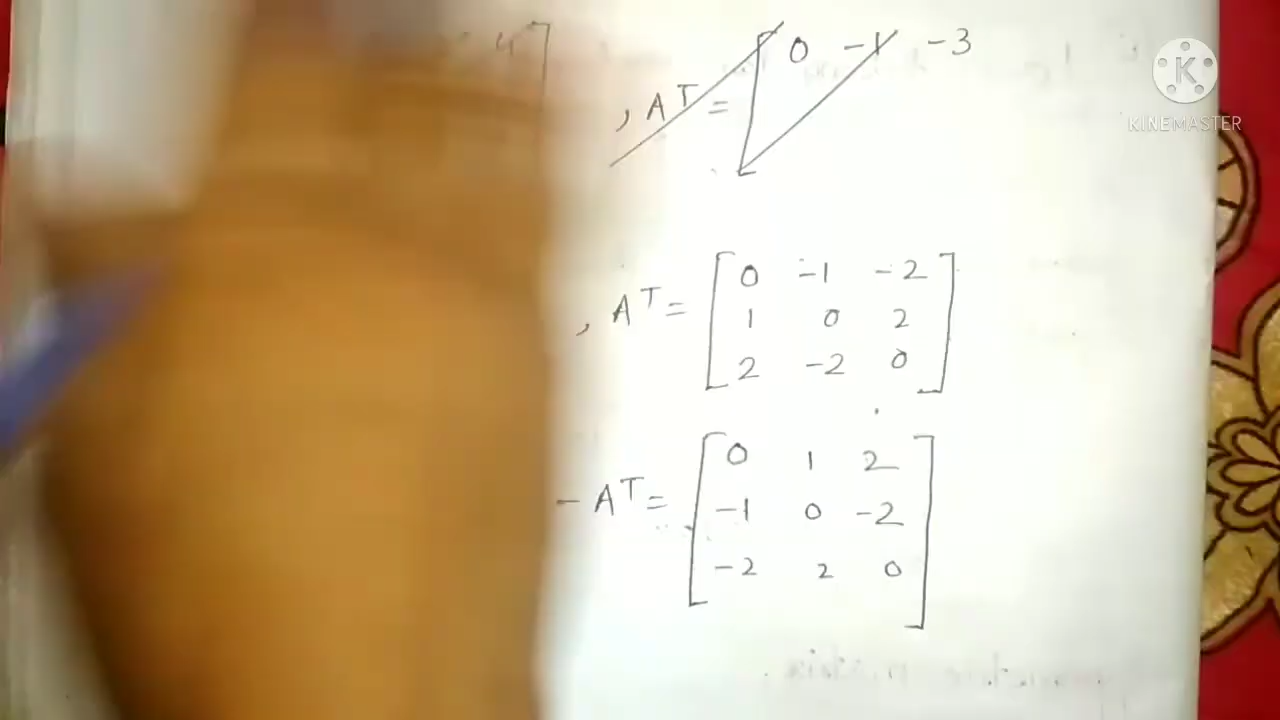 4 ]
, A^T = [ 0 -1 -3
, A^T = [ 0 -1 -2
1 0 2
2 -2 0 ]
- A^T = [ 0 1 2
-1 0 -2
-2 2 0 ]
KINEMASTER